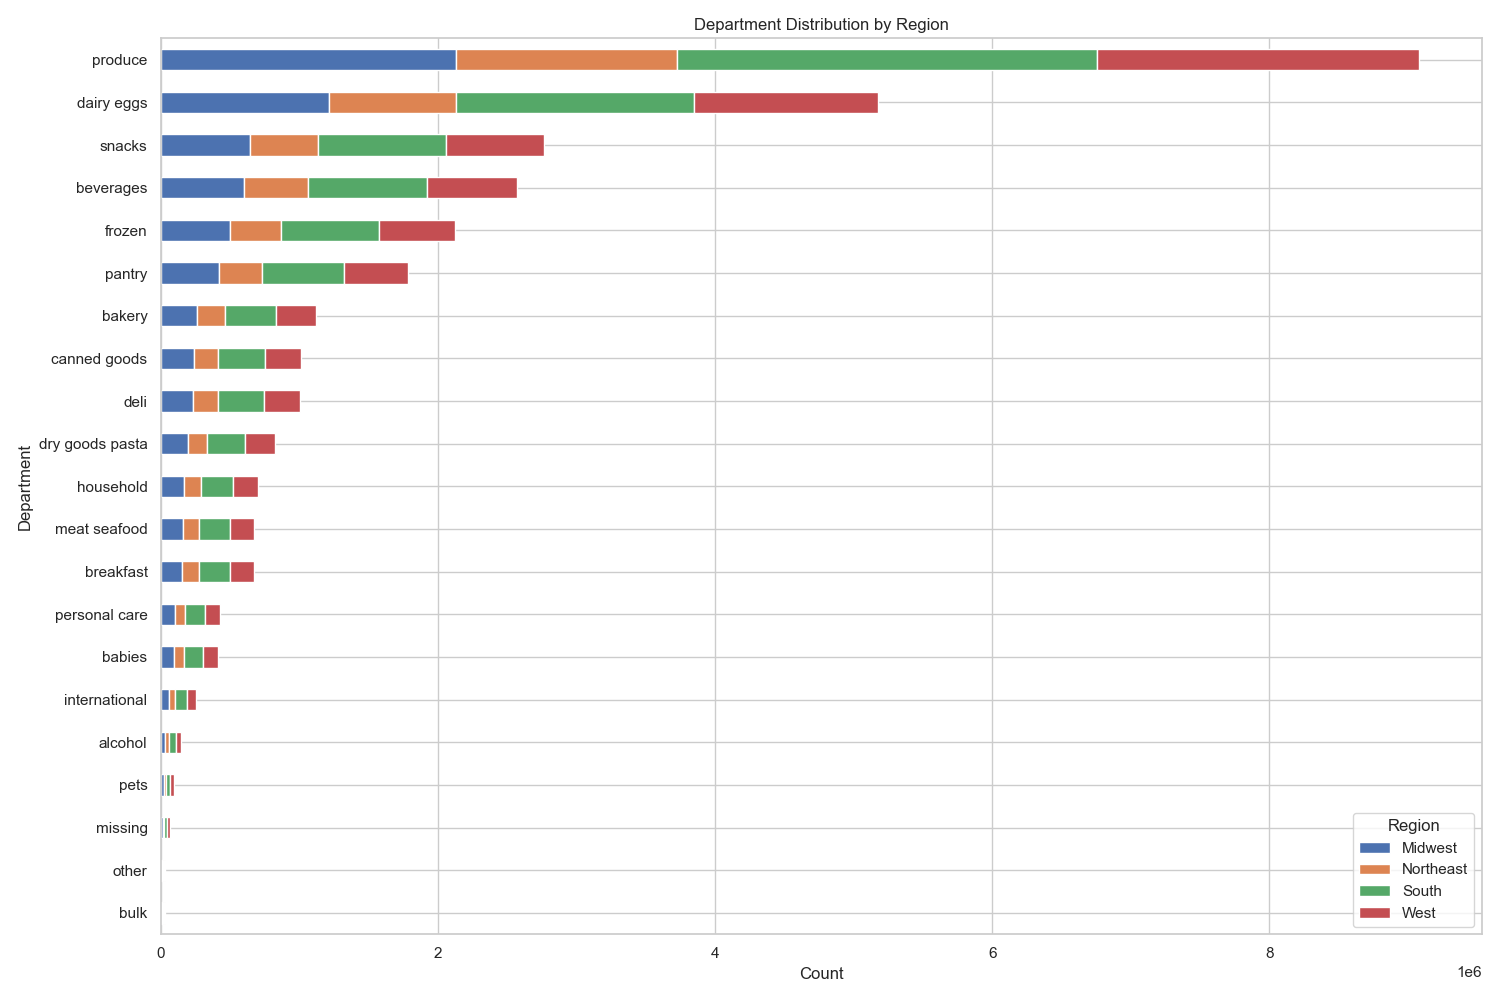 Department Distribution by Region
produce
dairy eggs
snacks
beverages
frozen
pantry
bakery
canned goods
deli
dry goods pasta
household
meat seafood
breakfast
personal care
babies
international
alcohol
pets
missing
other
bulk
Department
0
2
4
6
8
1e6
Count
Region
Midwest
Northeast
South
West